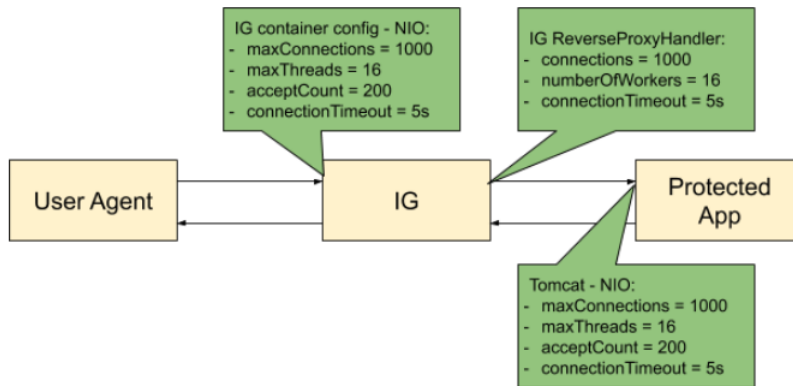 IG container config - NIO:
- maxConnections = 1000
- maxThreads = 16
- acceptCount = 200
- connectionTimeout = 5s
IG ReverseProxyHandler:
- connections = 1000
- numberOfWorkers = 16
- connectionTimeout = 5s
User Agent
IG
Protected
App
Tomcat - NIO:
- maxConnections = 1000
- maxThreads = 16
- acceptCount = 200
- connectionTimeout = 5s